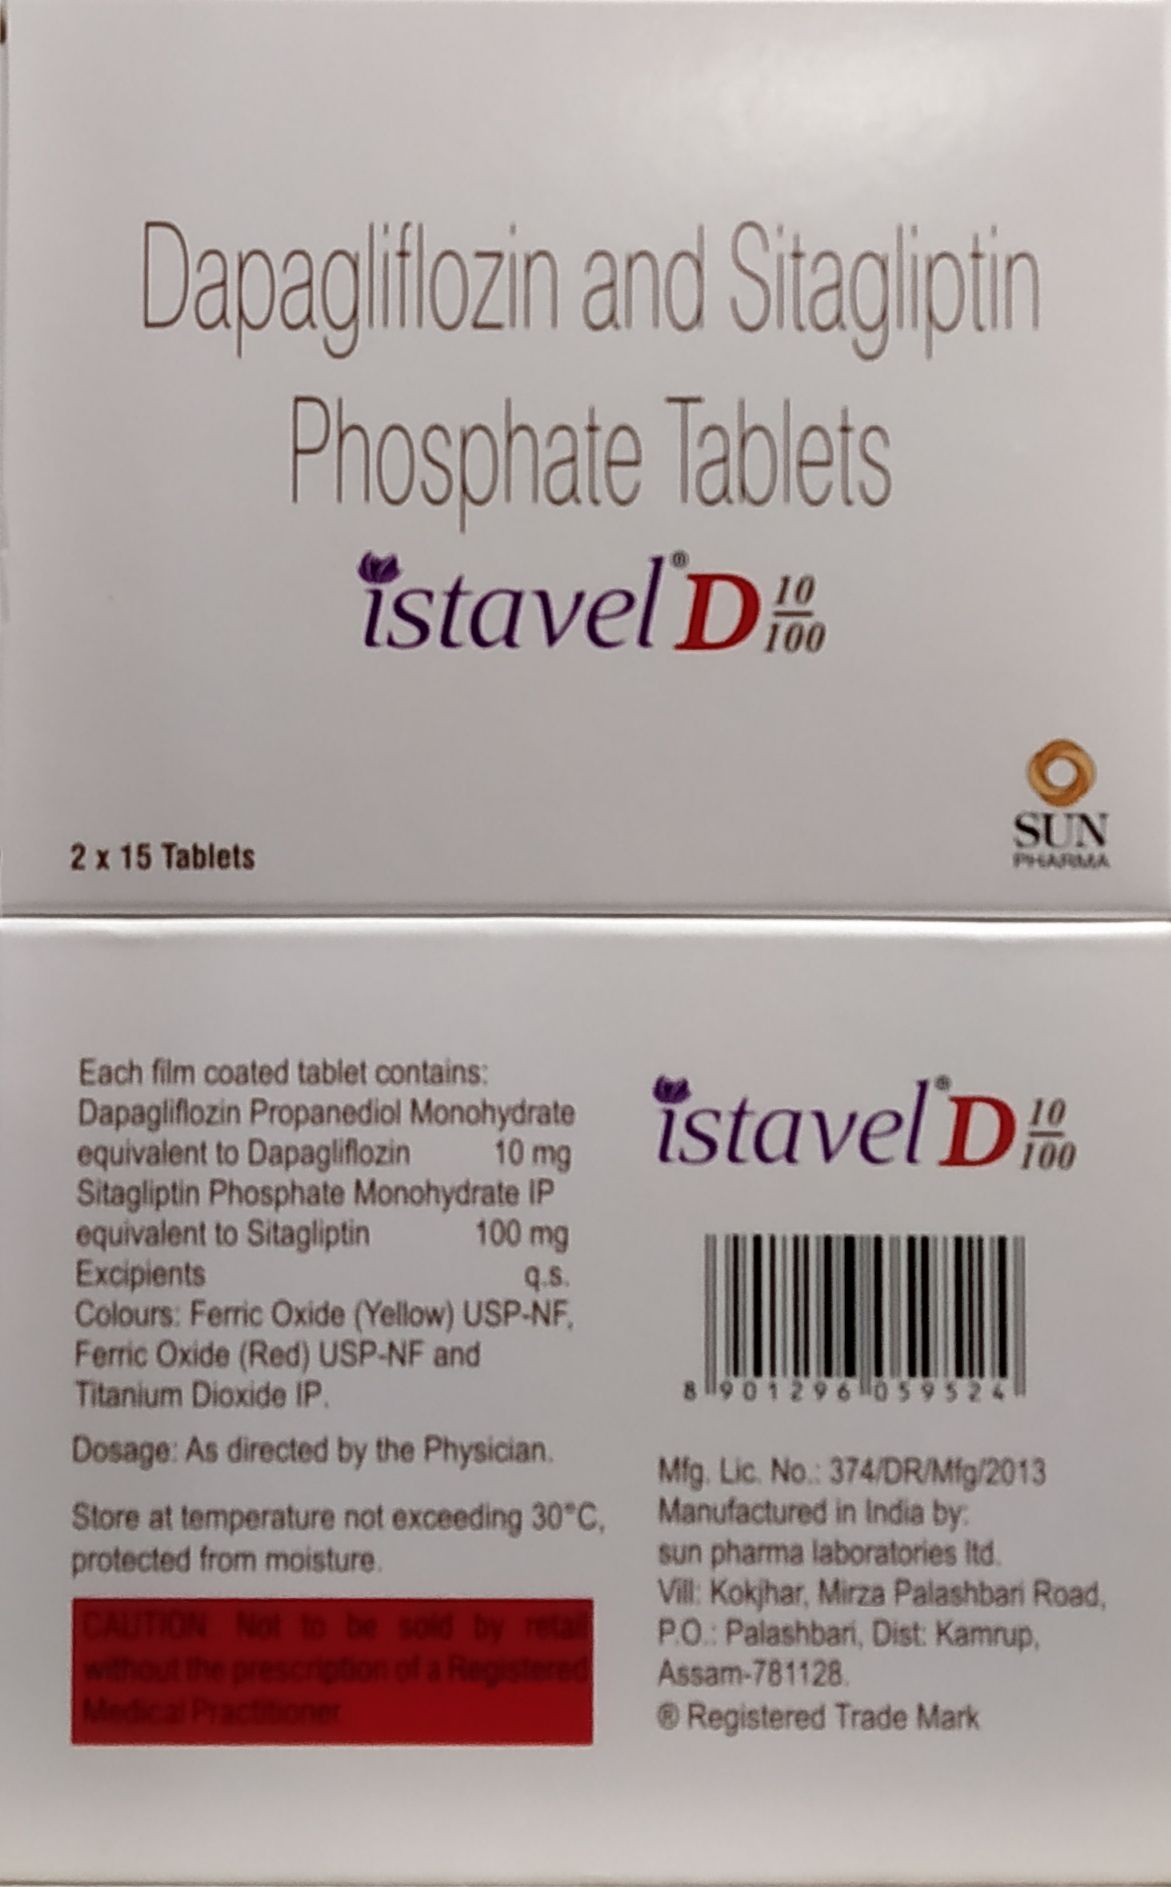 Dapagliflozin and Sitagliptin
Phosphate Tablets
istavel® D 10/100
2 x 15 Tablets
SUN
PHARMA
Each film coated tablet contains:
Dapagliflozin Propanediol Monohydrate
equivalent to Dapagliflozin 10 mg
Sitagliptin Phosphate Monohydrate IP
equivalent to Sitagliptin 100 mg
Excipients q.s.
Colours: Ferric Oxide (Yellow) USP-NF,
Ferric Oxide (Red) USP-NF and
Titanium Dioxide IP.
Dosage: As directed by the Physician.
Store at temperature not exceeding 30°C,
protected from moisture.
CAUTION: Not to be sold by retail
without the prescription of a Registered
Medical Practitioner
istavel® D 10/100
8 901296 059524
Mfg. Lic. No.: 374/DR/Mfg/2013
Manufactured in India by:
sun pharma laboratories ltd.
Vill: Kokjhar, Mirza Palashbari Road,
P.O.: Palashbari, Dist: Kamrup,
Assam-781128.
® Registered Trade Mark